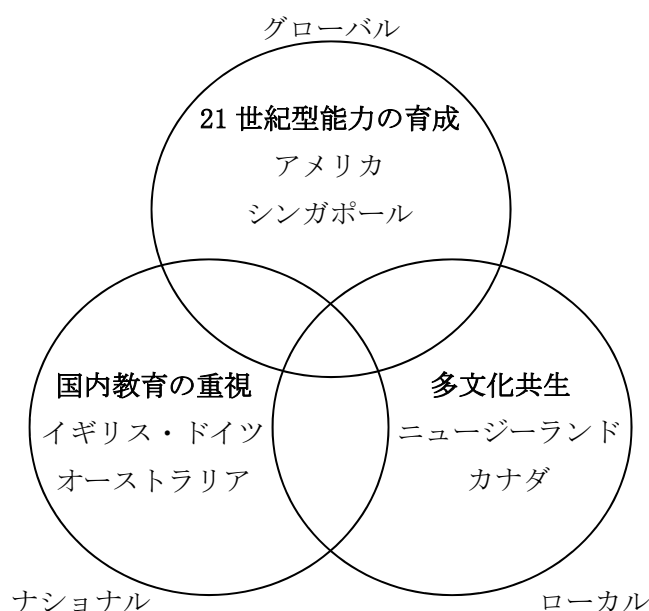 グローバル
21 世紀型能力の育成
アメリカ
シンガポール
国内教育の重視
イギリス・ドイツ
オーストラリア
多文化共生
ニュージーランド
カナダ
ナショナル
ローカル